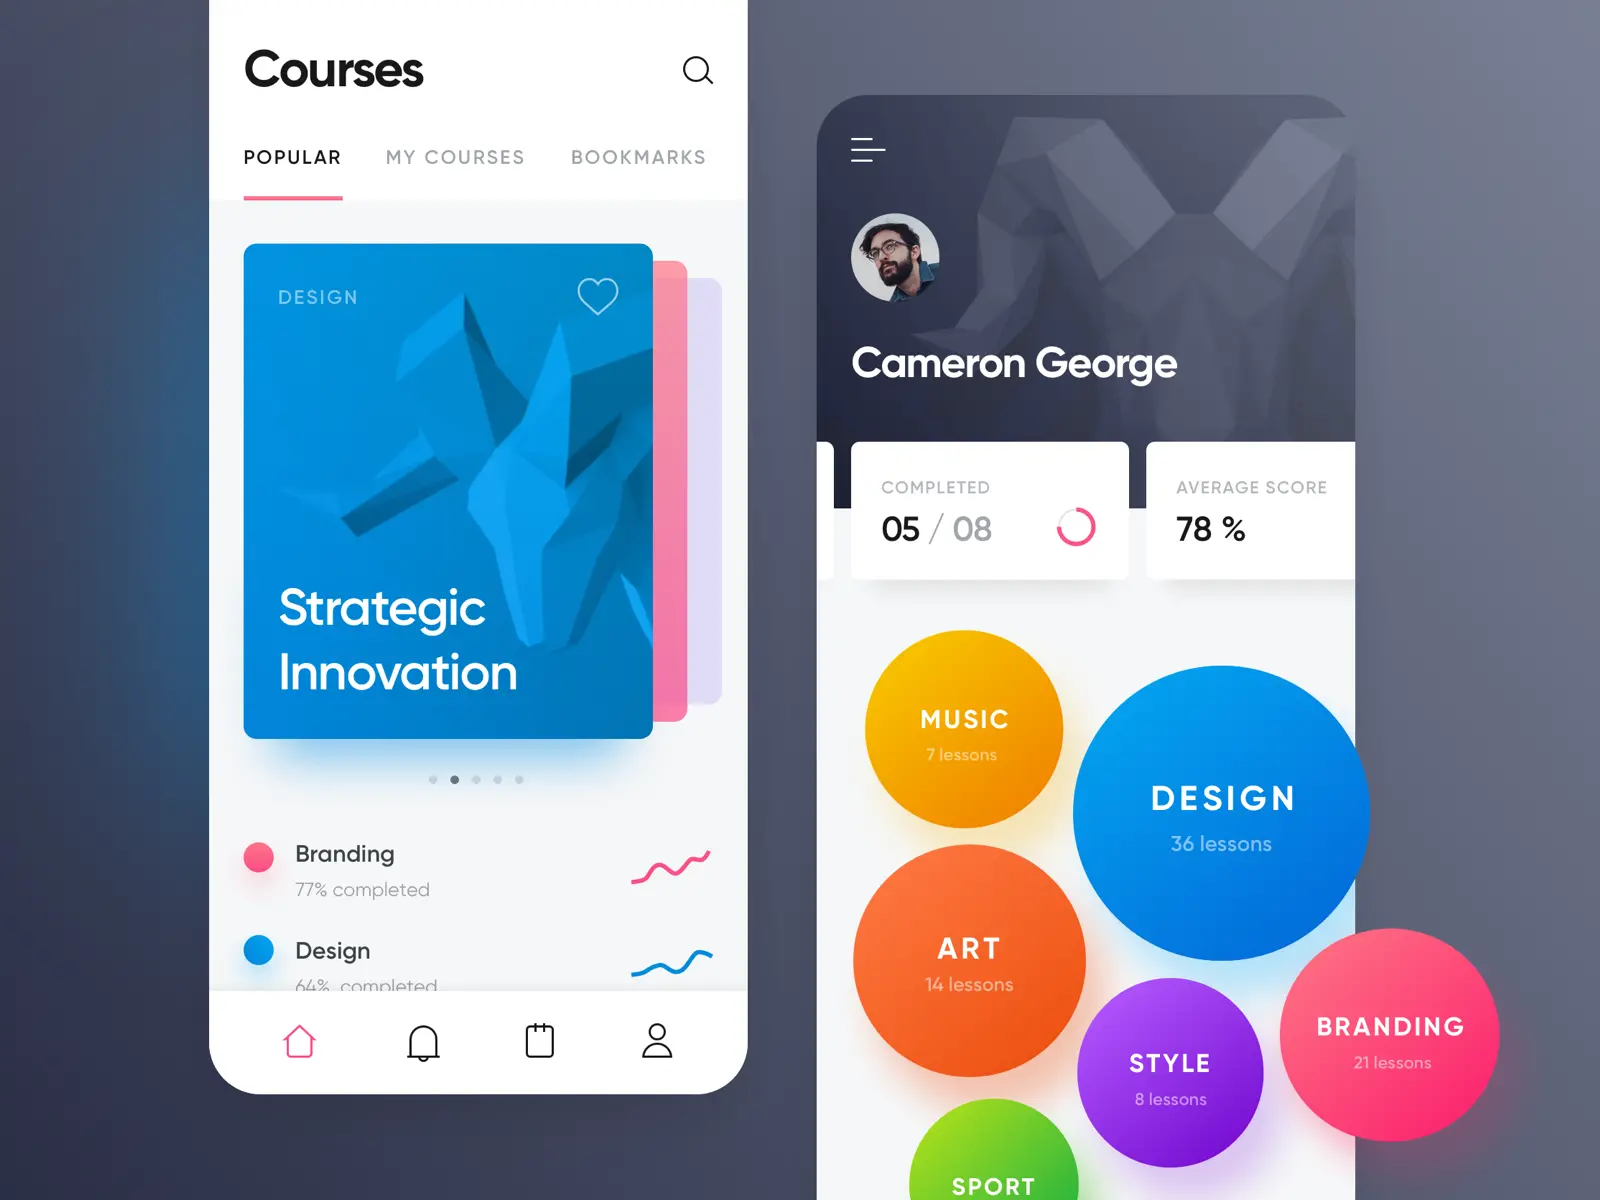 Courses
POPULAR MY COURSES BOOKMARKS
DESIGN
Strategic
Innovation
Branding
77% completed
Design
64% completed
Cameron George
COMPLETED
05 / 08
AVERAGE SCORE
78 %
MUSIC
7 lessons
DESIGN
36 lessons
ART
14 lessons
BRANDING
21 lessons
STYLE
8 lessons
SPORT